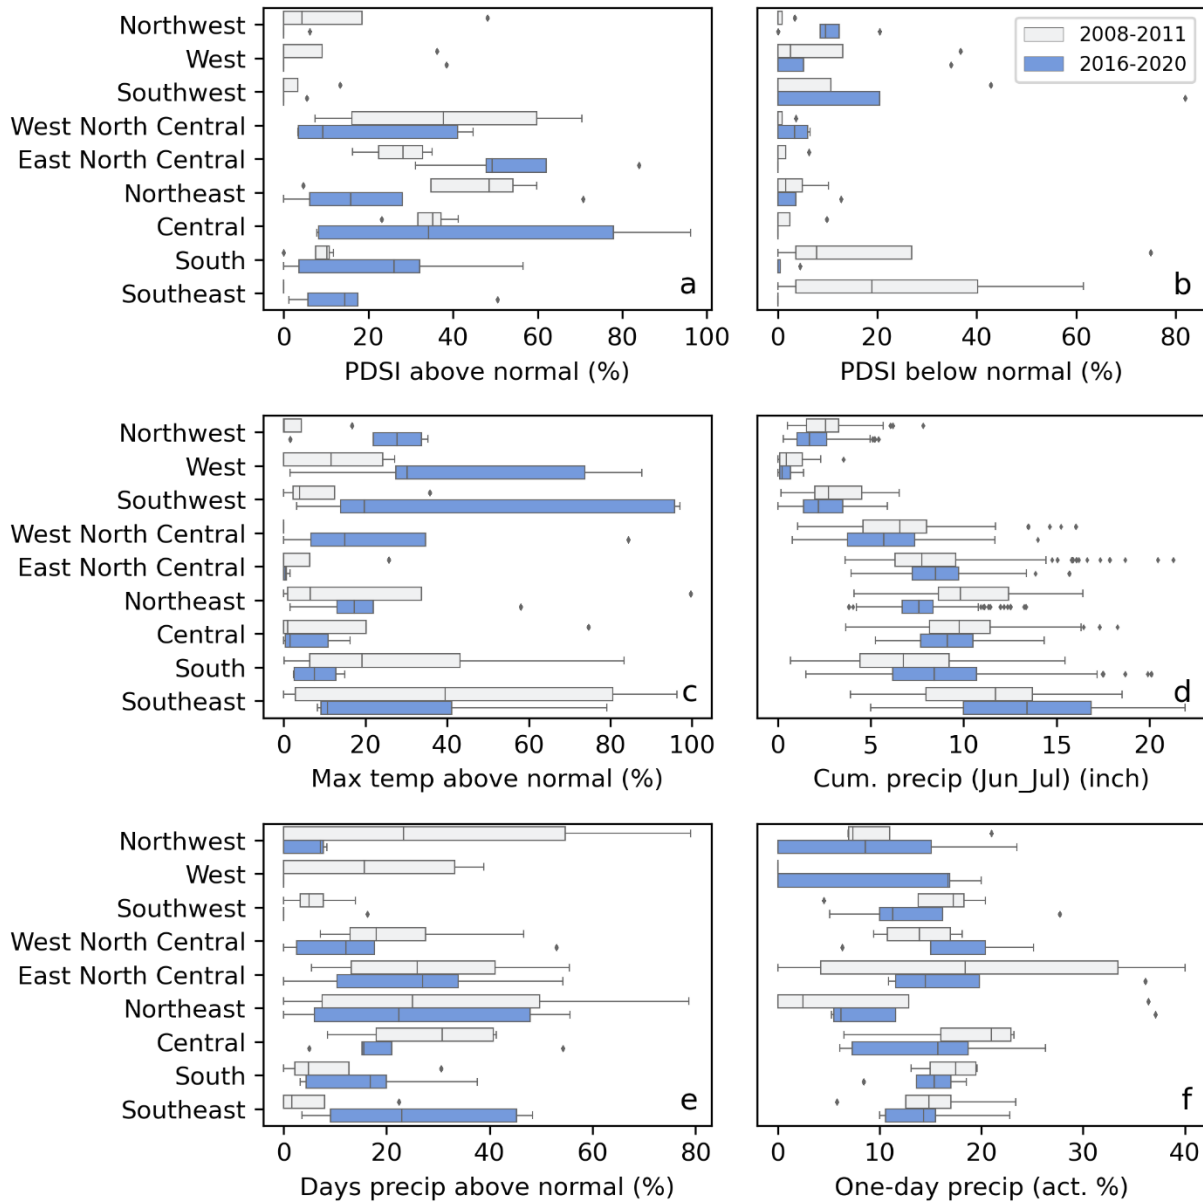 Northwest
West
Southwest
West North Central
East North Central
Northeast
Central
South
Southeast
a
0 20 40 60 80 100
PDSI above normal (%)
2008-2011
2016-2020
b
0 20 40 60 80
PDSI below normal (%)
Northwest
West
Southwest
West North Central
East North Central
Northeast
Central
South
Southeast
c
0 20 40 60 80 100
Max temp above normal (%)
d
0 5 10 15 20
Cum. precip (Jun_Jul) (inch)
Northwest
West
Southwest
West North Central
East North Central
Northeast
Central
South
Southeast
e
0 20 40 60 80
Days precip above normal (%)
f
0 10 20 30 40
One-day precip (act. %)